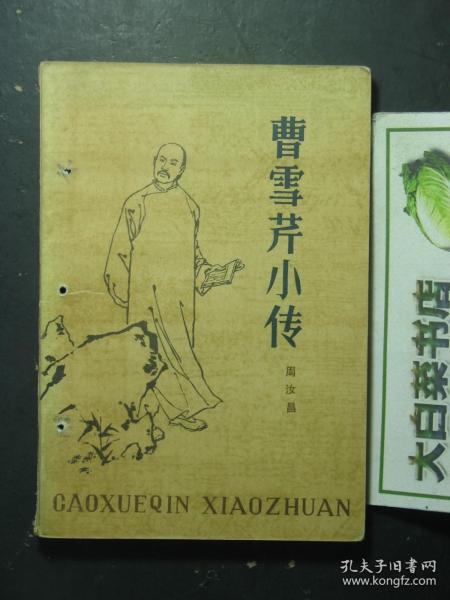 曹雪芹小传
周汝昌
CAOXUEQIN XIAOZHUAN
大白菜书店
孔夫子旧书网
www.kongfz.com